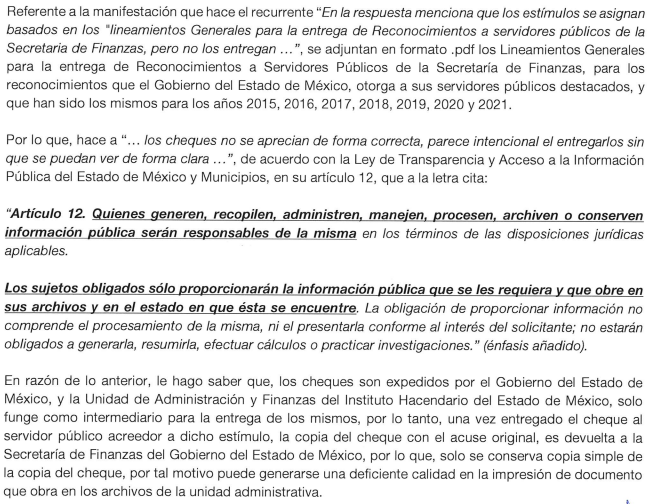 Referente a la manifestación que hace el recurrente “En la respuesta menciona que los estímulos se asignan
basados en los "lineamientos Generales para la entrega de Reconocimientos a servidores públicos de la
Secretaria de Finanzas, pero no los entregan ...”, se adjuntan en formato .pdf los Lineamientos Generales
para la entrega de Reconocimientos a Servidores Públicos de la Secretaría de Finanzas, para los
reconocimientos que el Gobierno del Estado de México, otorga a sus servidores públicos destacados, y
que han sido los mismos para los años 2015, 2016, 2017, 2018, 2019, 2020 y 2021.
Por lo que, hace a “... los cheques no se aprecian de forma correcta, parece intencional el entregarlos sin
que se puedan ver de forma clara ...”, de acuerdo con la Ley de Transparencia y Acceso a la Información
Pública del Estado de México y Municipios, en su artículo 12, que a la letra cita:
“Artículo 12. Quienes generen, recopilen, administren, manejen, procesen, archiven o conserven
información pública serán responsables de la misma en los términos de las disposiciones jurídicas
aplicables.
Los sujetos obligados sólo proporcionarán la información pública que se les requiera y que obre en
sus archivos y en el estado en que ésta se encuentre. La obligación de proporcionar información no
comprende el procesamiento de la misma, ni el presentarla conforme al interés del solicitante; no estarán
obligados a generarla, resumirla, efectuar cálculos o practicar investigaciones.” (énfasis añadido).
En razón de lo anterior, le hago saber que, los cheques son expedidos por el Gobierno del Estado de
México, y la Unidad de Administración y Finanzas del Instituto Hacendario del Estado de México, solo
funge como intermediario para la entrega de los mismos, por lo tanto, una vez entregado el cheque al
servidor público acreedor a dicho estímulo, la copia del cheque con el acuse original, es devuelta a la
Secretaría de Finanzas del Gobierno del Estado de México, por lo que, solo se conserva copia simple de
la copia del cheque, por tal motivo puede generarse una deficiente calidad en la impresión de documento
que obra en los archivos de la unidad administrativa.